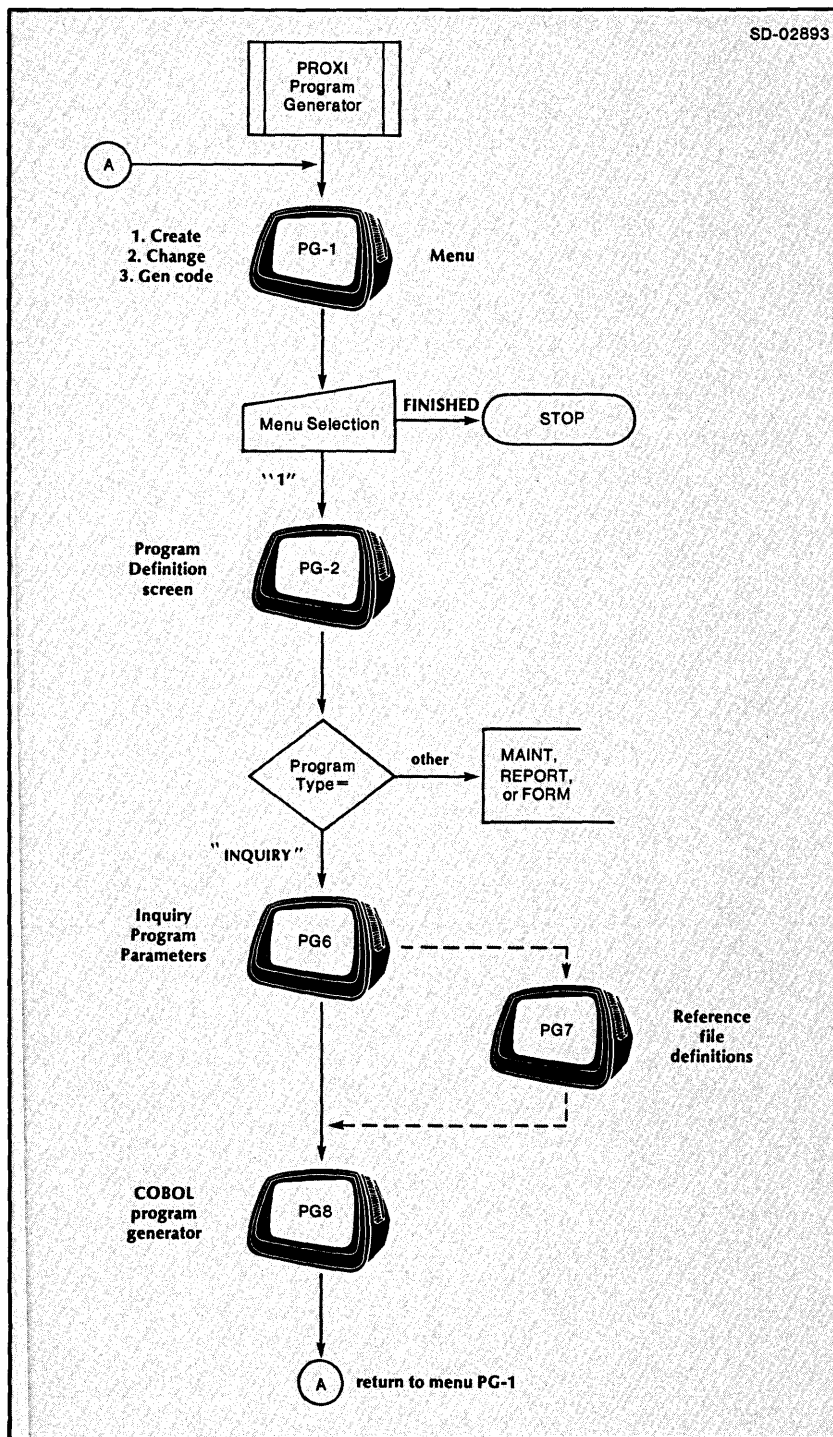 SD-02893
PROXI
Program
Generator
A
1. Create
2. Change
3. Gen code
PG-1
Menu
Menu Selection
FINISHED
STOP
"1"
Program
Definition
screen
PG-2
Program
Type=
other
MAINT,
REPORT,
or FORM
"INQUIRY"
Inquiry
Program
Parameters
PG6
PG7
Reference
file
definitions
COBOL
program
generator
PG8
A
return to menu PG-1